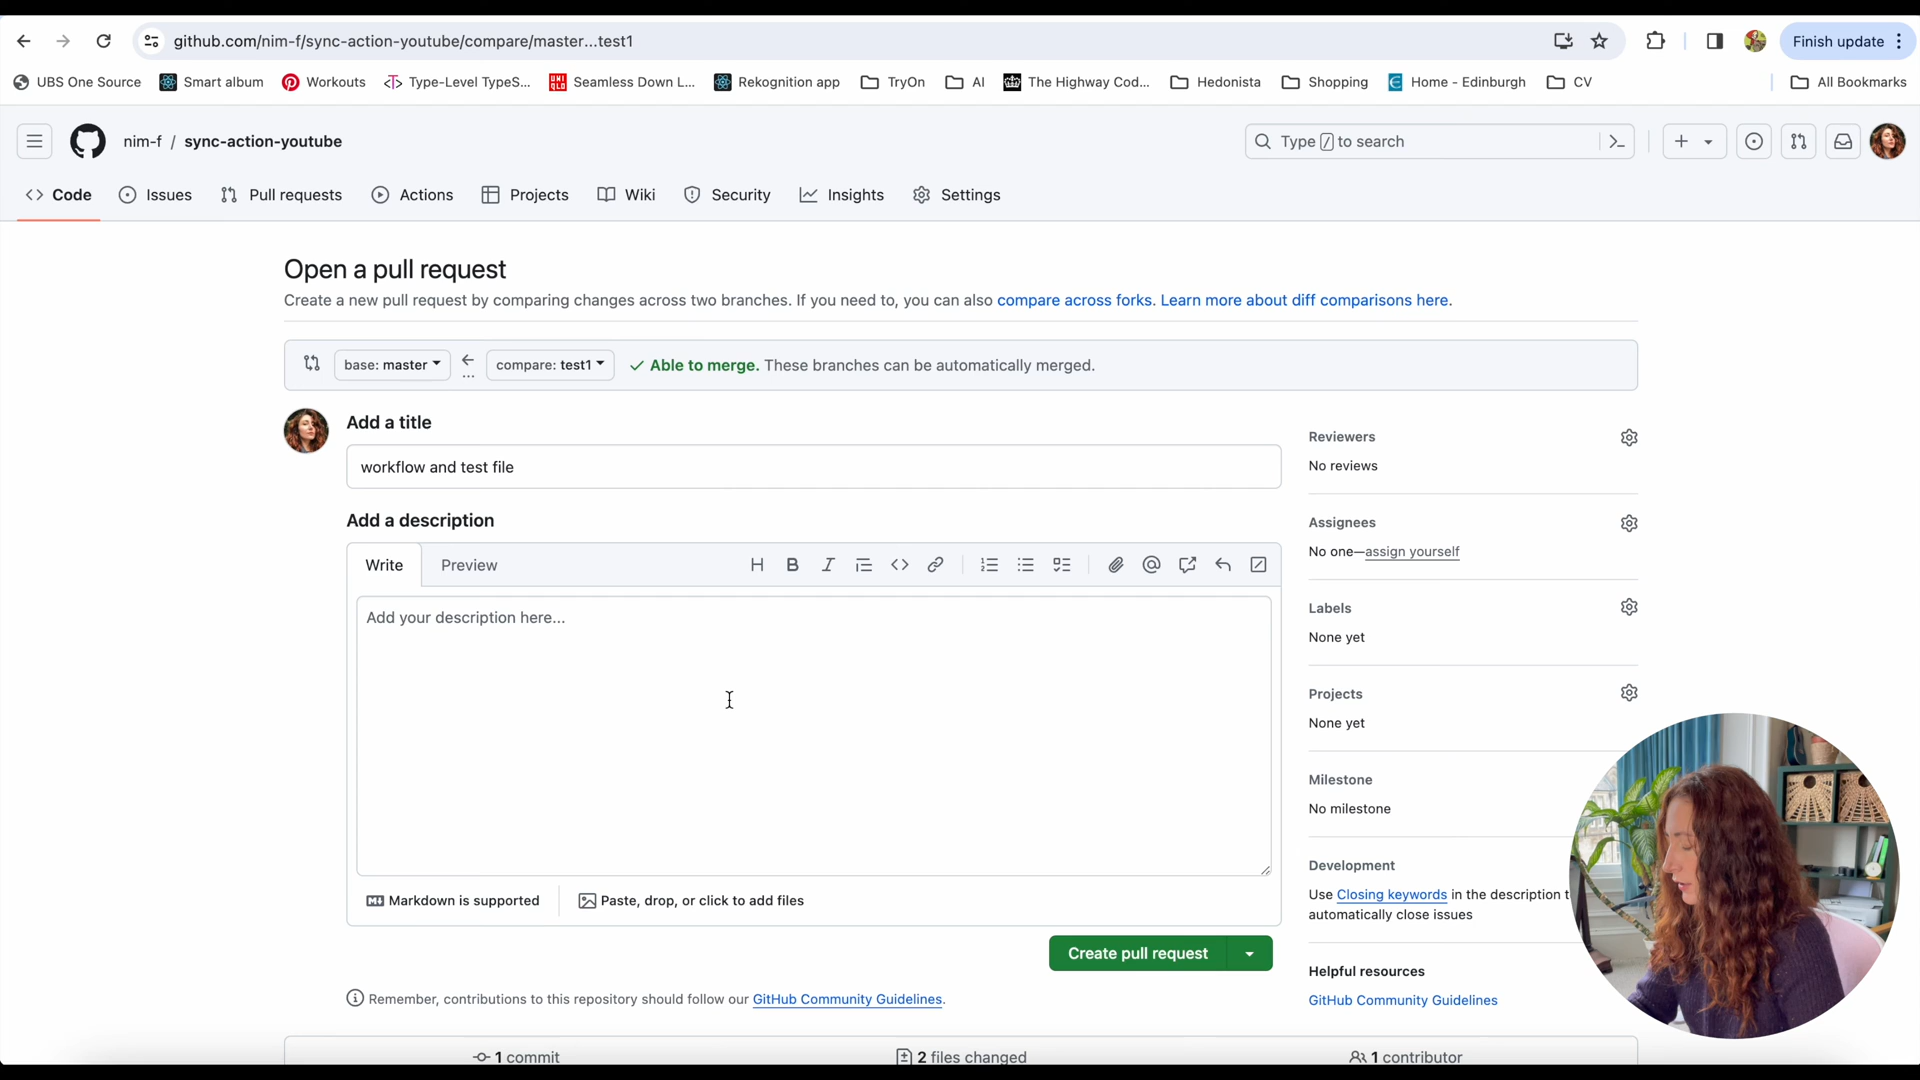 github.com/nim-f/sync-action-youtube/compare/master...test1
Finish update
UBS One Source
Smart album
Workouts
Type-Level TypeS...
UNI QLO
Seamless Down L...
Rekognition app
TryOn
AI
The Highway Cod...
Hedonista
Shopping
Home - Edinburgh
CV
All Bookmarks
nim-f / sync-action-youtube
Type / to search
Code
Issues
Pull requests
Actions
Projects
Wiki
Security
Insights
Settings
Open a pull request
Create a new pull request by comparing changes across two branches. If you need to, you can also compare across forks. Learn more about diff comparisons here.
base: master
compare: test1
Able to merge. These branches can be automatically merged.
Add a title
workflow and test file
Add a description
Write
Preview
Add your description here...
Markdown is supported
Paste, drop, or click to add files
Create pull request
Remember, contributions to this repository should follow our GitHub Community Guidelines.
Reviewers
No reviews
Assignees
No one—assign yourself
Labels
None yet
Projects
None yet
Milestone
No milestone
Development
Use Closing keywords in the description t
automatically close issues
Helpful resources
GitHub Community Guidelines
1 commit
2 files changed
1 contributor